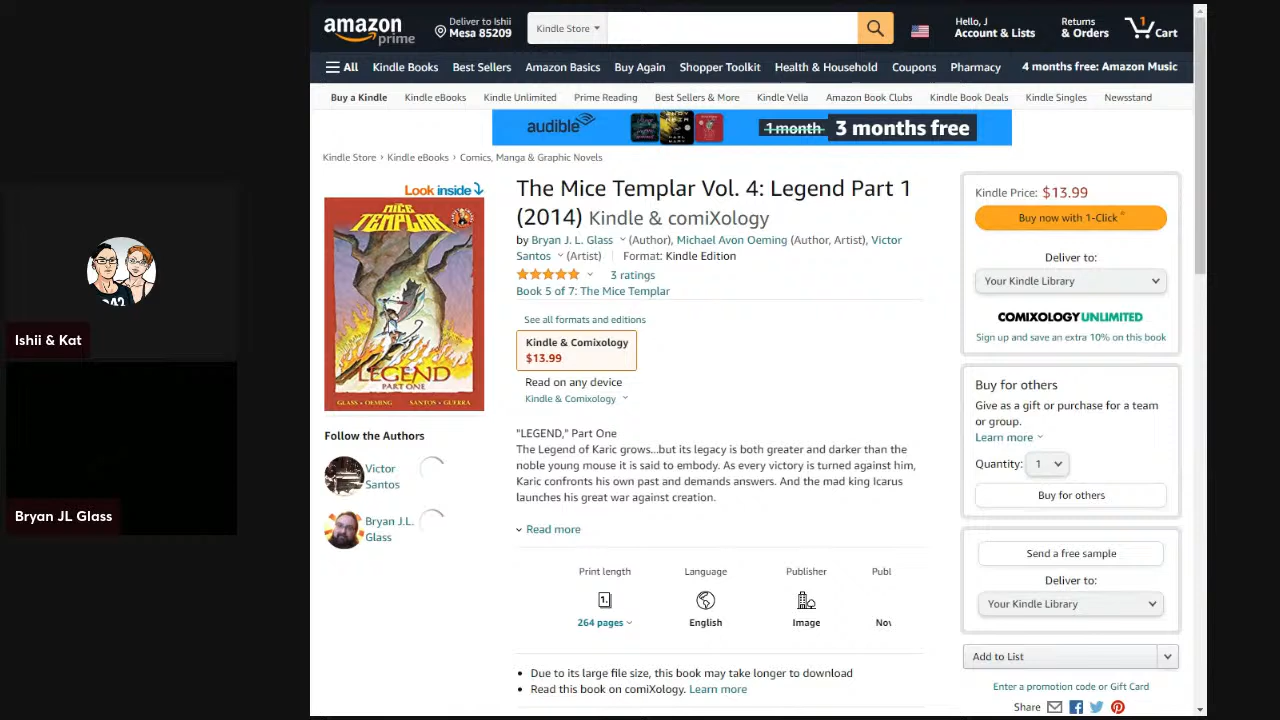 amazon
prime
Deliver to Ishii
Mesa 85209
Kindle Store
Hello, J
Account & Lists
Returns
& Orders
1
Cart
All
Kindle Books
Best Sellers
Amazon Basics
Buy Again
Shopper Toolkit
Health & Household
Coupons
Pharmacy
4 months free: Amazon Music
Buy a Kindle
Kindle eBooks
Kindle Unlimited
Prime Reading
Best Sellers & More
Kindle Vella
Amazon Book Clubs
Kindle Book Deals
Kindle Singles
Newsstand
audible
1 month 3 months free
Kindle Store › Kindle eBooks › Comics, Manga & Graphic Novels
Look inside
MICE
TEMPLAR
LEGEND
PART ONE
GLASS • OEMING SANTOS • GUERRA
Follow the Authors
Victor
Santos
Bryan J.L.
Glass
The Mice Templar Vol. 4: Legend Part 1
(2014) Kindle & comiXology
by Bryan J. L. Glass (Author), Michael Avon Oeming (Author, Artist), Victor
Santos (Artist) Format: Kindle Edition
3 ratings
Book 5 of 7: The Mice Templar
See all formats and editions
Kindle & Comixology
$13.99
Read on any device
Kindle & Comixology
"LEGEND," Part One
The Legend of Karic grows...but its legacy is both greater and darker than the
noble young mouse it is said to embody. As every victory is turned against him,
Karic confronts his own past and demands answers. And the mad king Icarus
launches his great war against creation.
Read more
Print length
1.
264 pages
Language
English
Publisher
Image
Publ
Nov
• Due to its large file size, this book may take longer to download
• Read this book on comiXology. Learn more
Kindle Price: $13.99
Buy now with 1-Click ®
Deliver to:
Your Kindle Library
COMIXOLOGY UNLIMITED
Sign up and save an extra 10% on this book
Buy for others
Give as a gift or purchase for a team
or group.
Learn more
Quantity: 1
Buy for others
Send a free sample
Deliver to:
Your Kindle Library
Add to List
Enter a promotion code or Gift Card
Share
Ishii & Kat
Bryan JL Glass